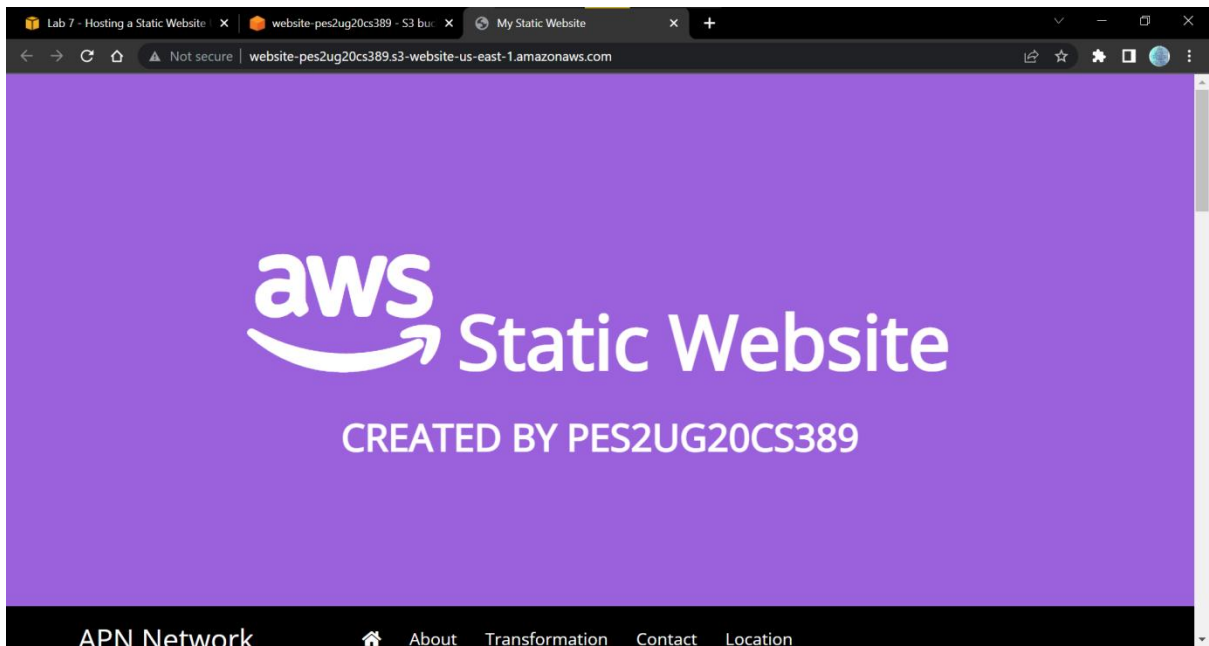 Lab 7 - Hosting a Static Website
website-pes2ug20cs389 - S3 buc
My Static Website
Not secure | website-pes2ug20cs389.s3-website-us-east-1.amazonaws.com
aws Static Website
CREATED BY PES2UG20CS389
APN Network About Transformation Contact Location